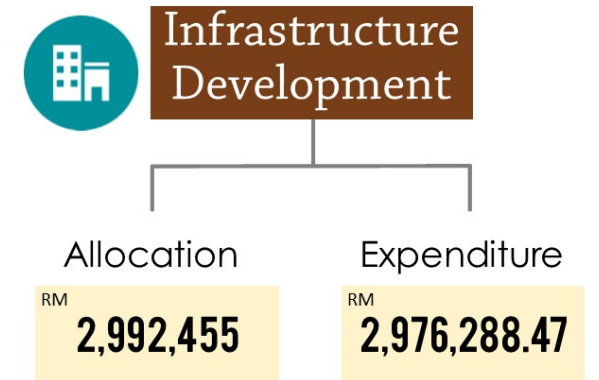 Infrastructure
Development
Allocation
RM
2,992,455
Expenditure
RM
2,976,288.47